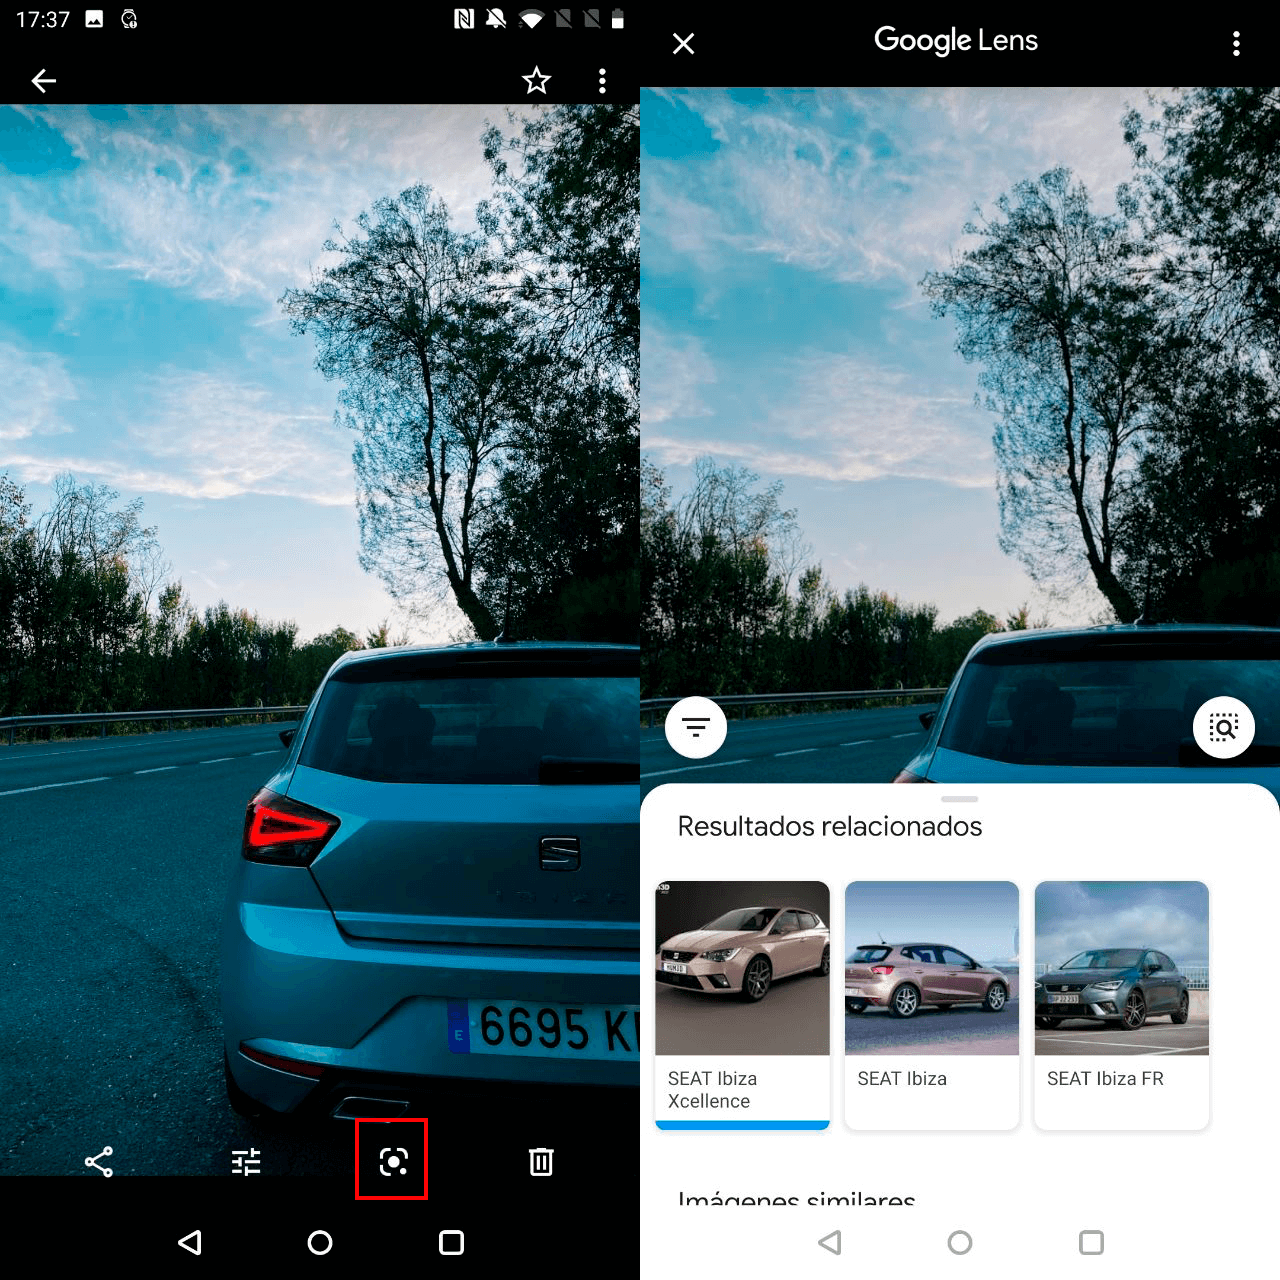 17:37
6695 K
E
Google Lens
Resultados relacionados
SEAT Ibiza
Xcellence
SEAT Ibiza
SEAT Ibiza FR
Imágenes similares